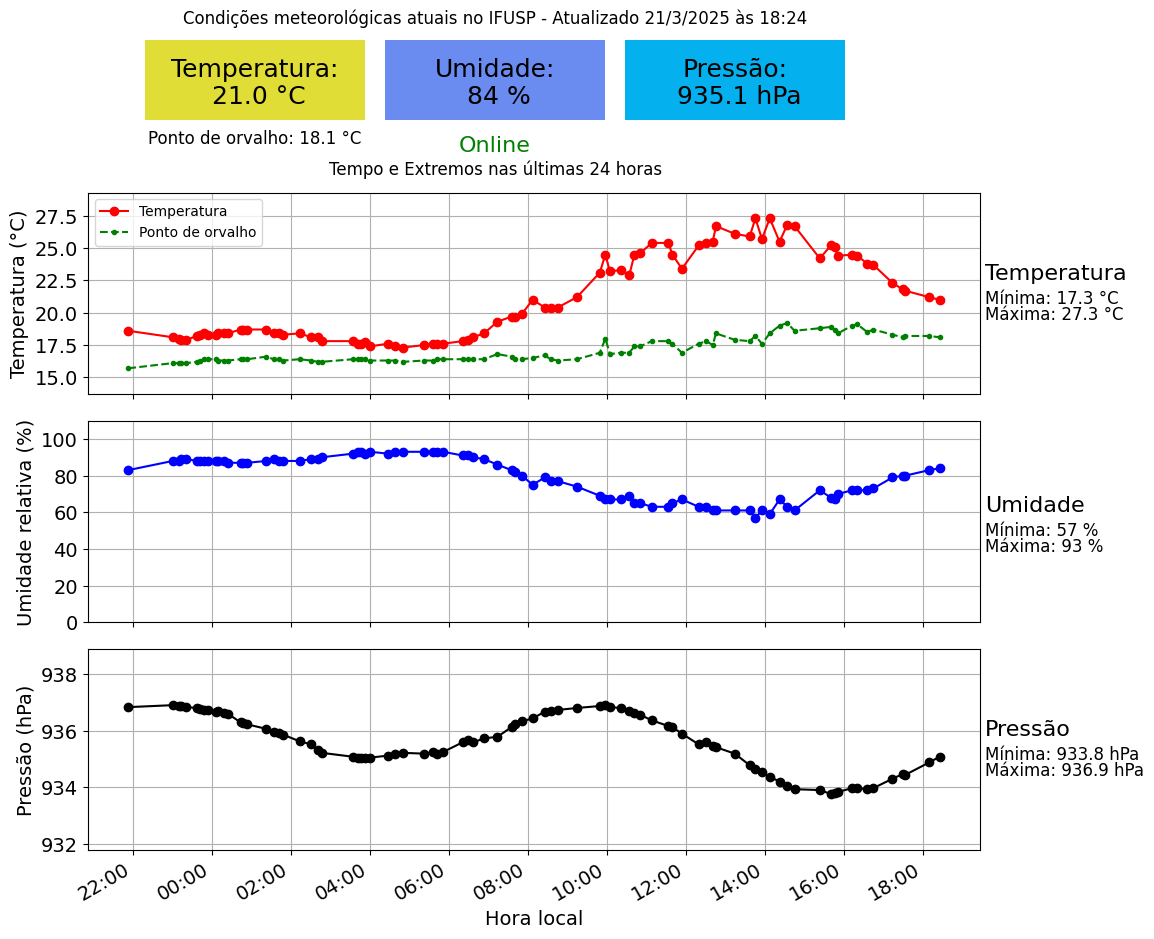 Condições meteorológicas atuais no IFUSP - Atualizado 21/3/2025 às 18:24
Temperatura:
21.0 °C
Umidade:
84 %
Pressão:
935.1 hPa
Ponto de orvalho: 18.1 °C
Online
Tempo e Extremos nas últimas 24 horas
Temperatura (°C)
27.5
25.0
22.5
20.0
17.5
15.0
Temperatura
Ponto de orvalho
Temperatura
Mínima: 17.3 °C
Máxima: 27.3 °C
Umidade relativa (%)
100
80
60
40
20
0
Umidade
Mínima: 57 %
Máxima: 93 %
Pressão (hPa)
938
936
934
932
Pressão
Mínima: 933.8 hPa
Máxima: 936.9 hPa
22:00 00:00 02:00 04:00 06:00 08:00 10:00 12:00 14:00 16:00 18:00
Hora local